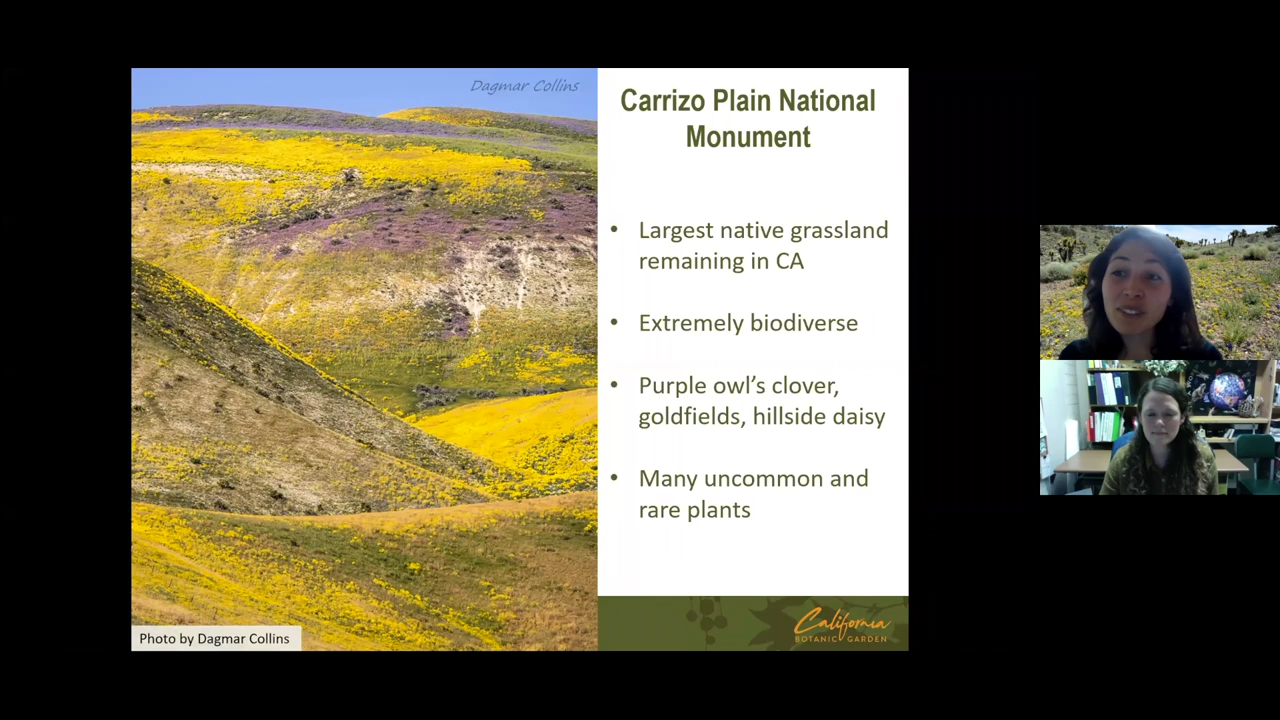 Dagmar Collins
Carrizo Plain National
Monument
• Largest native grassland
remaining in CA
• Extremely biodiverse
• Purple owl's clover,
goldfields, hillside daisy
• Many uncommon and
rare plants
Photo by Dagmar Collins
California
BOTANIC GARDEN